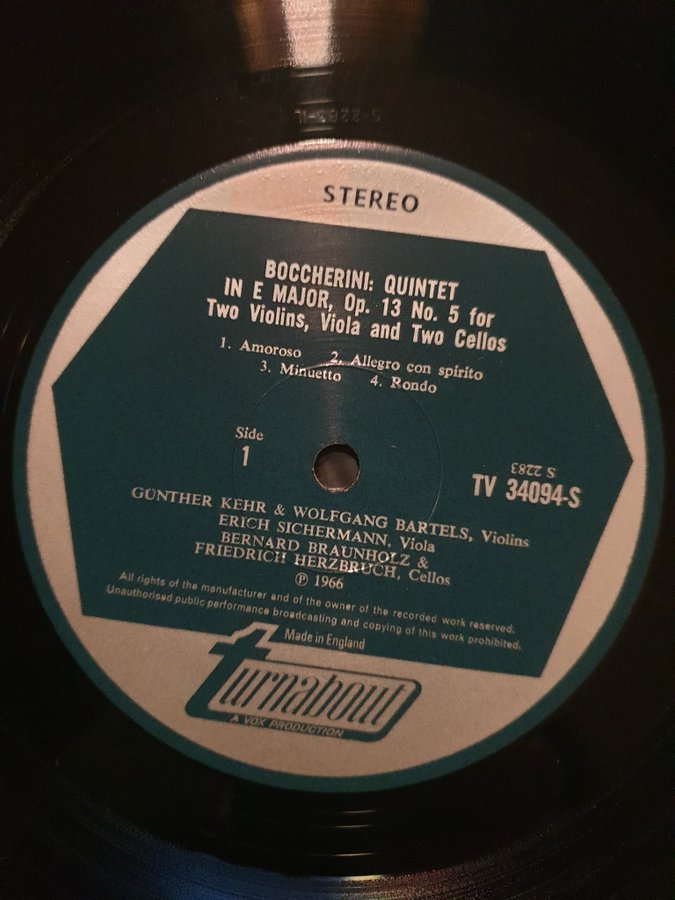 S-2283-1L
STEREO
BOCCHERINI: QUINTET
IN E MAJOR, Op. 13 No. 5 for
Two Violins, Viola and Two Cellos
1. Amoroso 2. Allegro con spirito
3. Minuetto 4. Rondo
Side
1
S 2283
TV 34094-S
GÜNTHER KEHR & WOLFGANG BARTELS, Violins
ERICH SICHERMANN, Viola
BERNARD BRAUNHOLZ &
FRIEDRICH HERZBRUCH, Cellos
℗ 1966
All rights of the manufacturer and of the owner of the recorded work reserved.
Unauthorised public performance broadcasting and copying of this work prohibited.
Made in England
turnabout
A VOX PRODUCTION